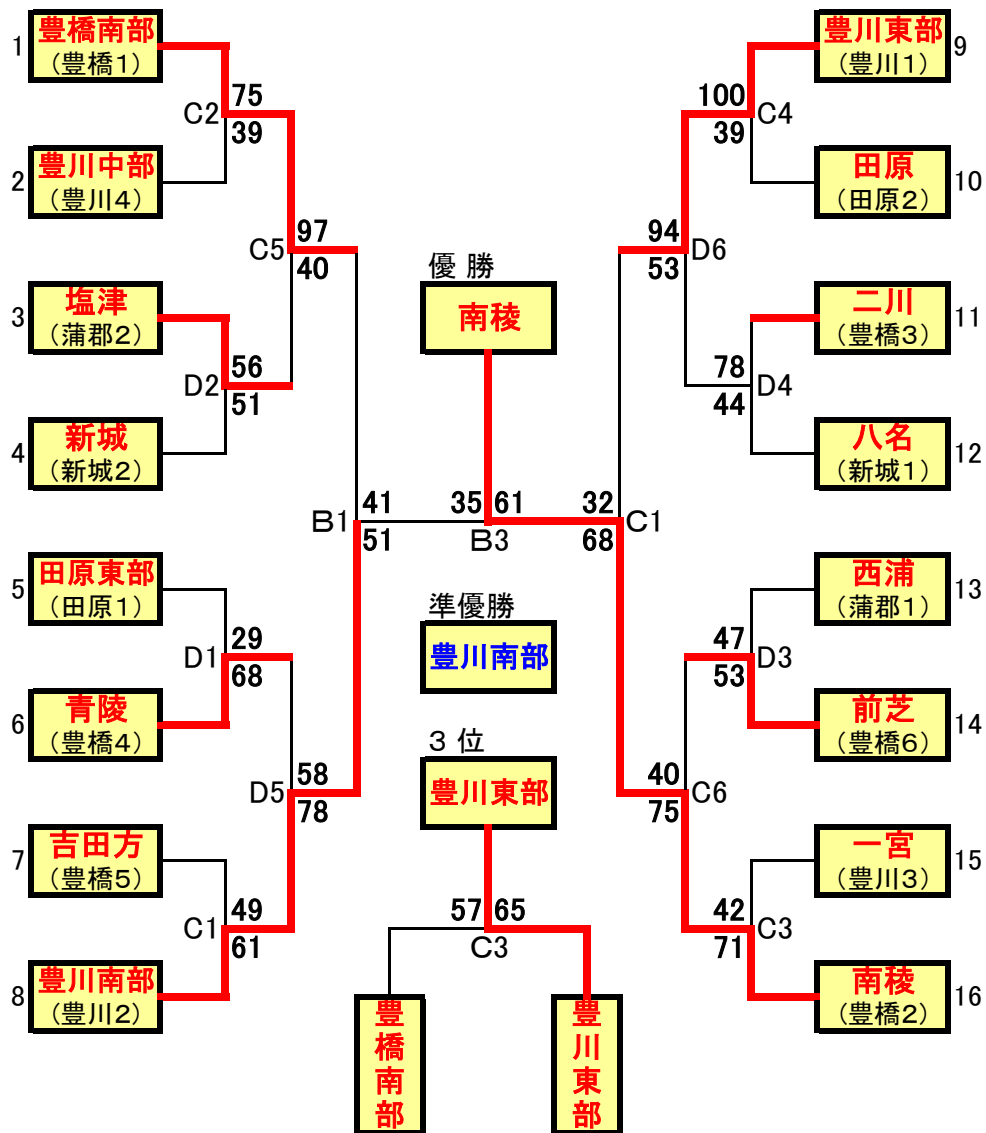 1
豊橋南部
(豊橋1)
C2
75
39
2
豊川中部
(豊川4)
C5
97
40
3
塩津
(蒲郡2)
D2
56
51
4
新城
(新城2)
B1
41
51
5
田原東部
(田原1)
D1
29
68
6
青陵
(豊橋4)
D5
58
78
7
吉田方
(豊橋5)
C1
49
61
8
豊川南部
(豊川2)
優 勝
南稜
35 61
B3
準優勝
豊川南部
3 位
豊川東部
57 65
C3
豊橋南部
豊川東部
豊川東部
(豊川1)
9
100
39
C4
田原
(田原2)
10
94
53
D6
二川
(豊橋3)
11
78
44
D4
八名
(新城1)
12
32
68
C1
西浦
(蒲郡1)
13
47
53
D3
前芝
(豊橋6)
14
40
75
C6
一宮
(豊川3)
15
42
71
C3
南稜
(豊橋2)
16